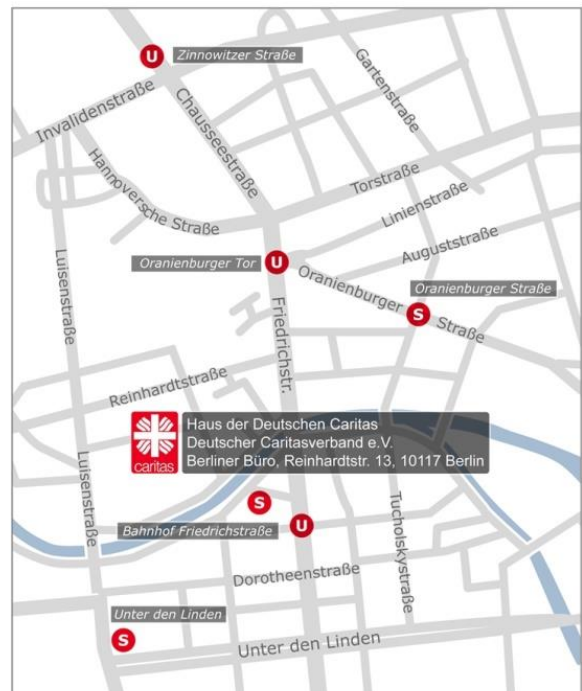 U
Zinnowitzer Straße
Gartenstraße
Invalidenstraße
Chausseestraße
Torstraße
Hannoversche Straße
Linienstraße
Auguststraße
Oranienburger Tor
U
Oranienburger Straße
Oranienburger Straße
S
Luisenstraße
Friedrichstr.
Reinhardtstraße
caritas
Haus der Deutschen Caritas
Deutscher Caritasverband e.V.
Berliner Büro, Reinhardtstr. 13, 10117 Berlin
Luisenstraße
S
Bahnhof Friedrichstraße
U
Tucholskystraße
Dorotheenstraße
Unter den Linden
S
Unter den Linden